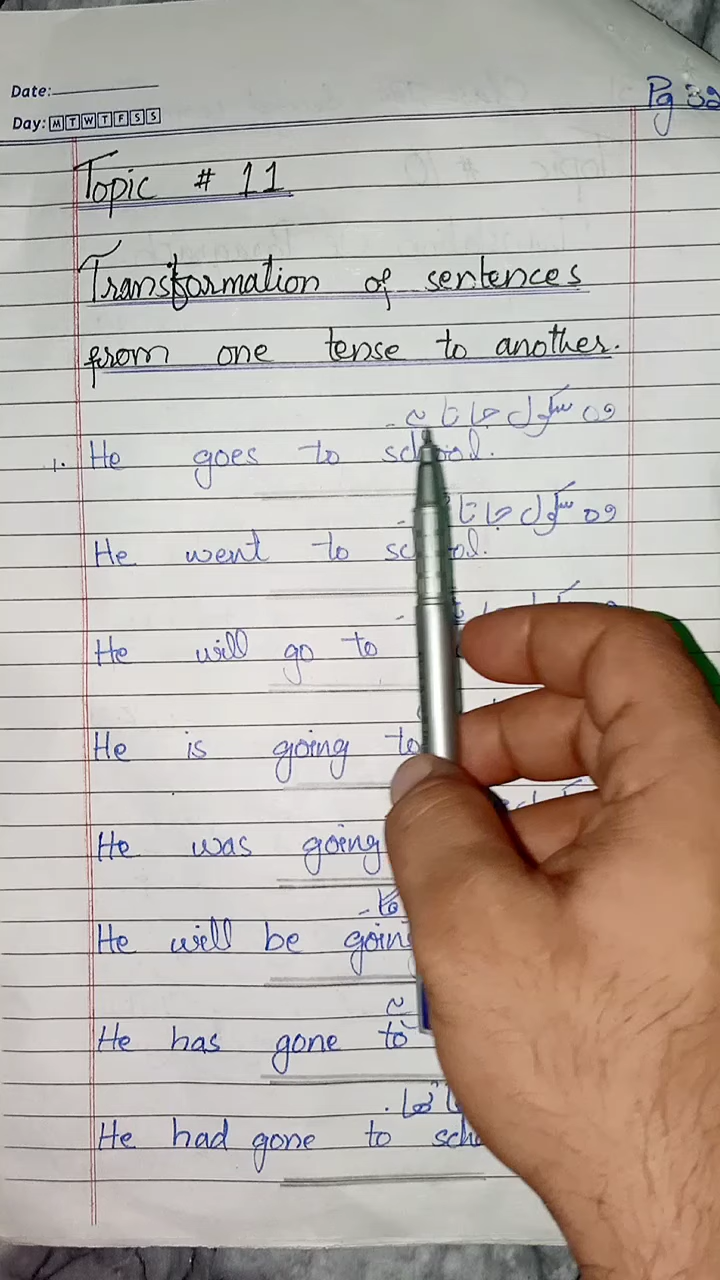 Date:
Day: M T W T F S S
Pg 32
Topic # 11
Transformation of sentences
from one tense to another.
وہ سکول جاتا ہے۔
1. He goes to school.
وہ سکول جاتا
He went to school.
He will go to
He is going to
He was going
He will be going
He has gone to
He had gone to